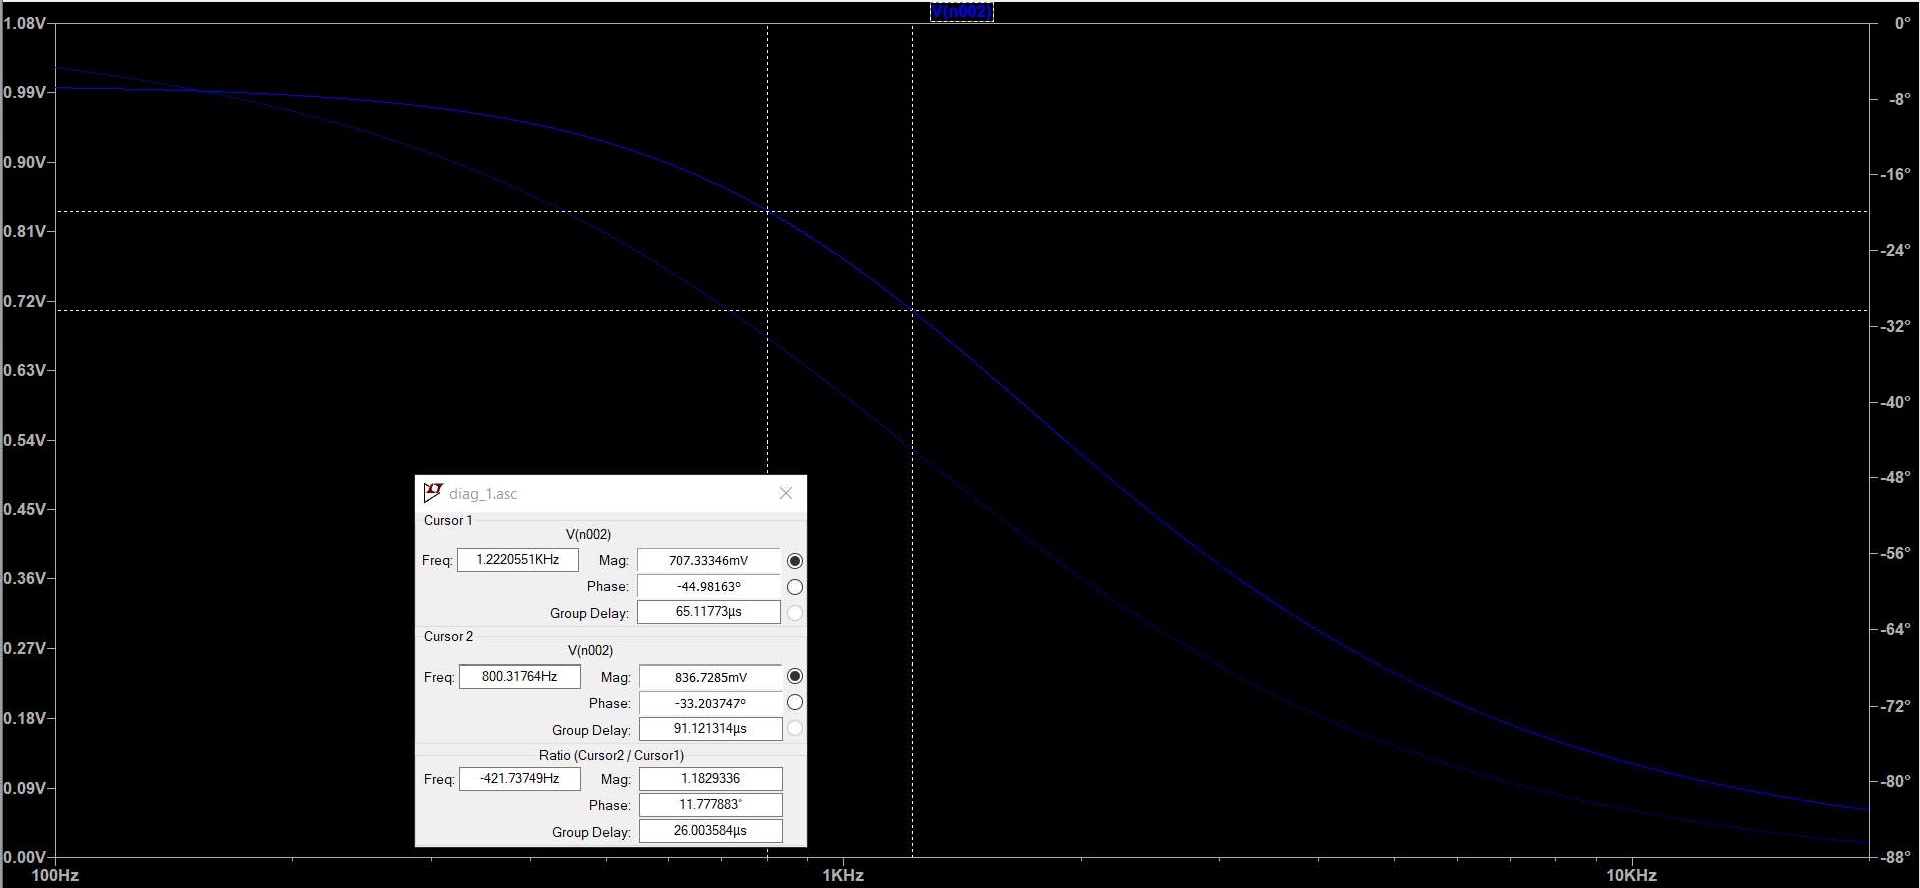 V(n002)
1.08V
0.99V
0.90V
0.81V
0.72V
0.63V
0.54V
0.45V
0.36V
0.27V
0.18V
0.09V
0.00V
0°
-8°
-16°
-24°
-32°
-40°
-48°
-56°
-64°
-72°
-80°
-88°
100Hz 1KHz 10KHz
diag_1.asc
Cursor 1
V(n002)
Freq: 1.2220551KHz Mag: 707.33346mV
Phase: -44.98163°
Group Delay: 65.11773µs
Cursor 2
V(n002)
Freq: 800.31764Hz Mag: 836.7285mV
Phase: -33.203747°
Group Delay: 91.121314µs
Ratio (Cursor2 / Cursor1)
Freq: -421.73749Hz Mag: 1.1829336
Phase: 11.777883°
Group Delay: 26.003584µs